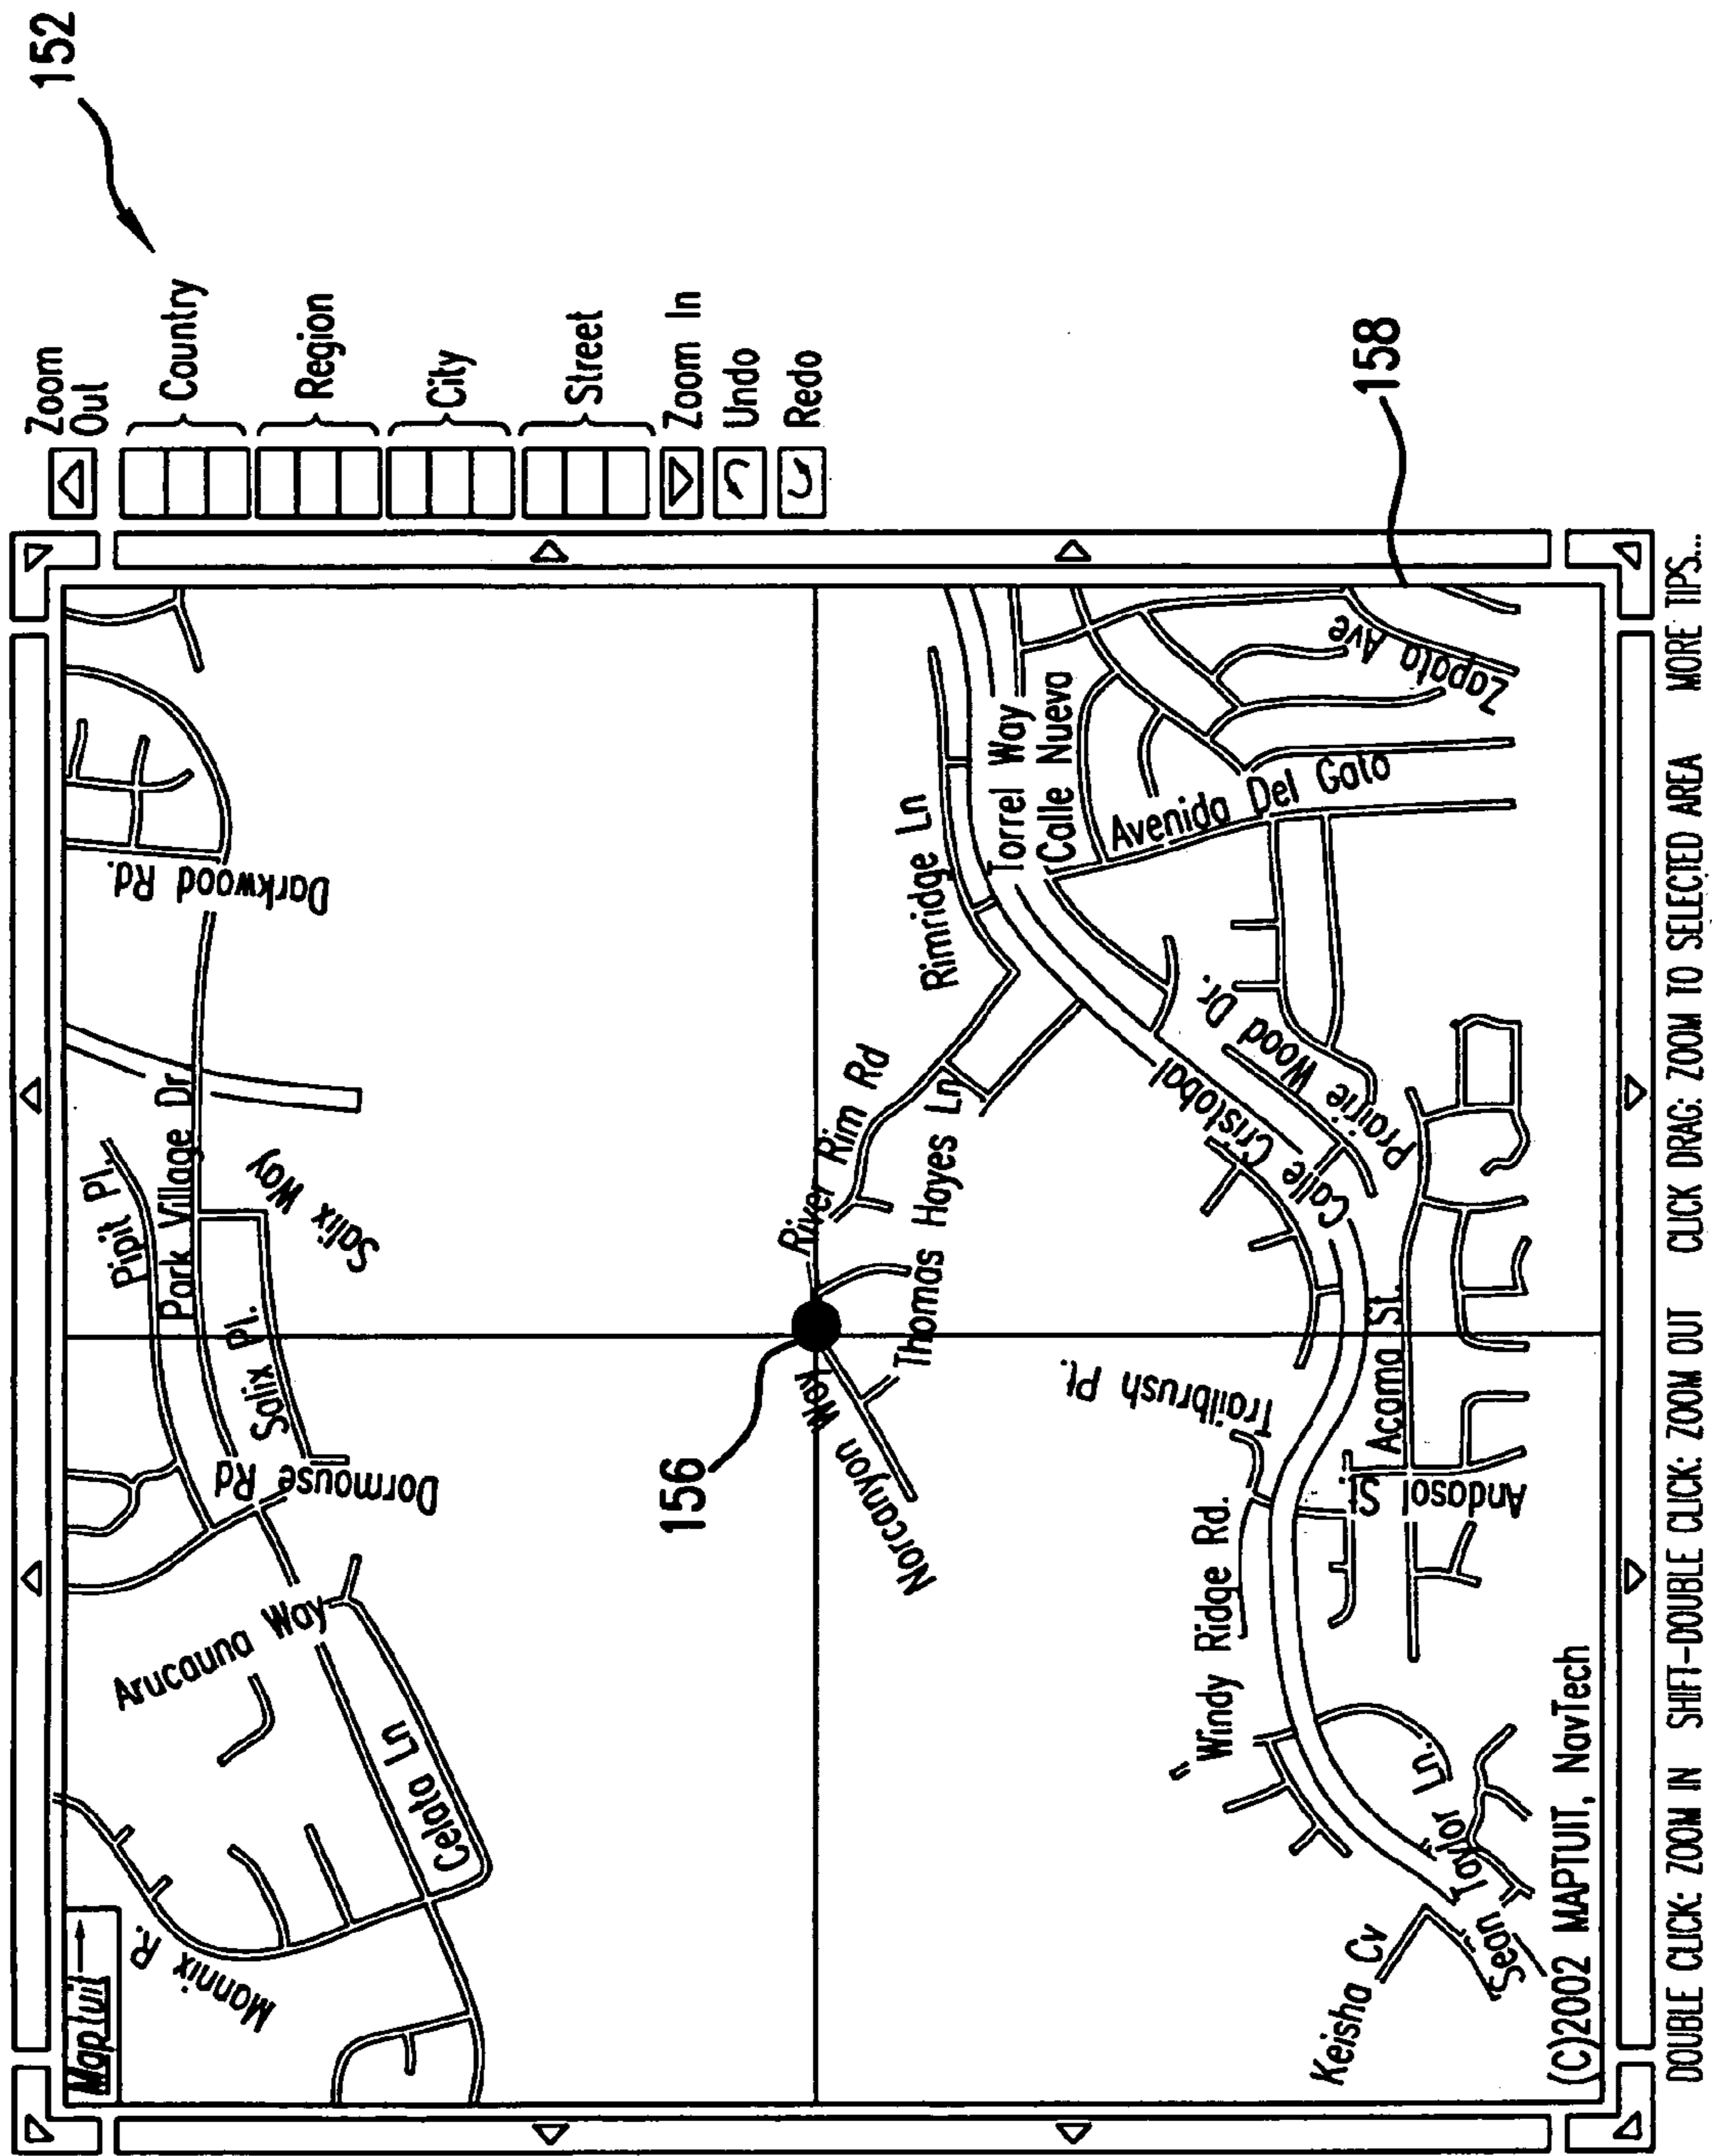 152
Zoom
Out
Country
Region
City
Street
Zoom In
Undo
Redo
Maptuit
Mannix R.
Arucauna Way
Celata Ln
Dormouse Rd
Pipit Pl.
Park Village Dr
Salix Pl.
Salix Way
Darkwood Rd.
156
Norcanyon Way
River Rim Rd
Thomas Hayes Ln
Rimridge Ln
Torrel Way
Calle Nueva
Avenida Del Gato
Zapata Ave
158
Trailbrush Pt.
Calle Cristobal
Prairie Wood Dr.
" Windy Ridge Rd.
Acama St.
Andasol St
Keisha Cv
Sean Taylor Ln.
(C)2002 MAPTUIT, NavTech
DOUBLE CLICK: ZOOM IN SHIFT-DOUBLE CLICK: ZOOM OUT CLICK DRAG: ZOOM TO SELECTED AREA MORE TIPS...